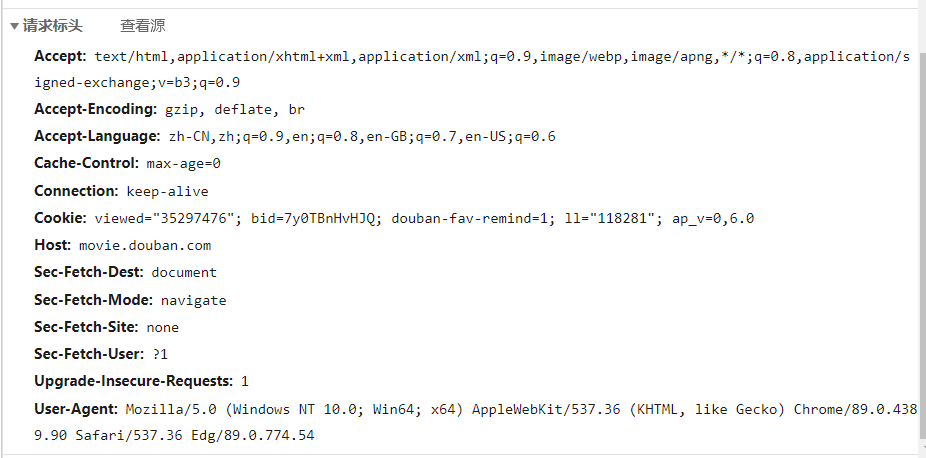 ▼请求标头 查看源
Accept: text/html,application/xhtml+xml,application/xml;q=0.9,image/webp,image/apng,*/*;q=0.8,application/s
igned-exchange;v=b3;q=0.9
Accept-Encoding: gzip, deflate, br
Accept-Language: zh-CN,zh;q=0.9,en;q=0.8,en-GB;q=0.7,en-US;q=0.6
Cache-Control: max-age=0
Connection: keep-alive
Cookie: viewed="35297476"; bid=7y0TBnHvHJQ; douban-fav-remind=1; ll="118281"; ap_v=0,6.0
Host: movie.douban.com
Sec-Fetch-Dest: document
Sec-Fetch-Mode: navigate
Sec-Fetch-Site: none
Sec-Fetch-User: ?1
Upgrade-Insecure-Requests: 1
User-Agent: Mozilla/5.0 (Windows NT 10.0; Win64; x64) AppleWebKit/537.36 (KHTML, like Gecko) Chrome/89.0.438
9.90 Safari/537.36 Edg/89.0.774.54